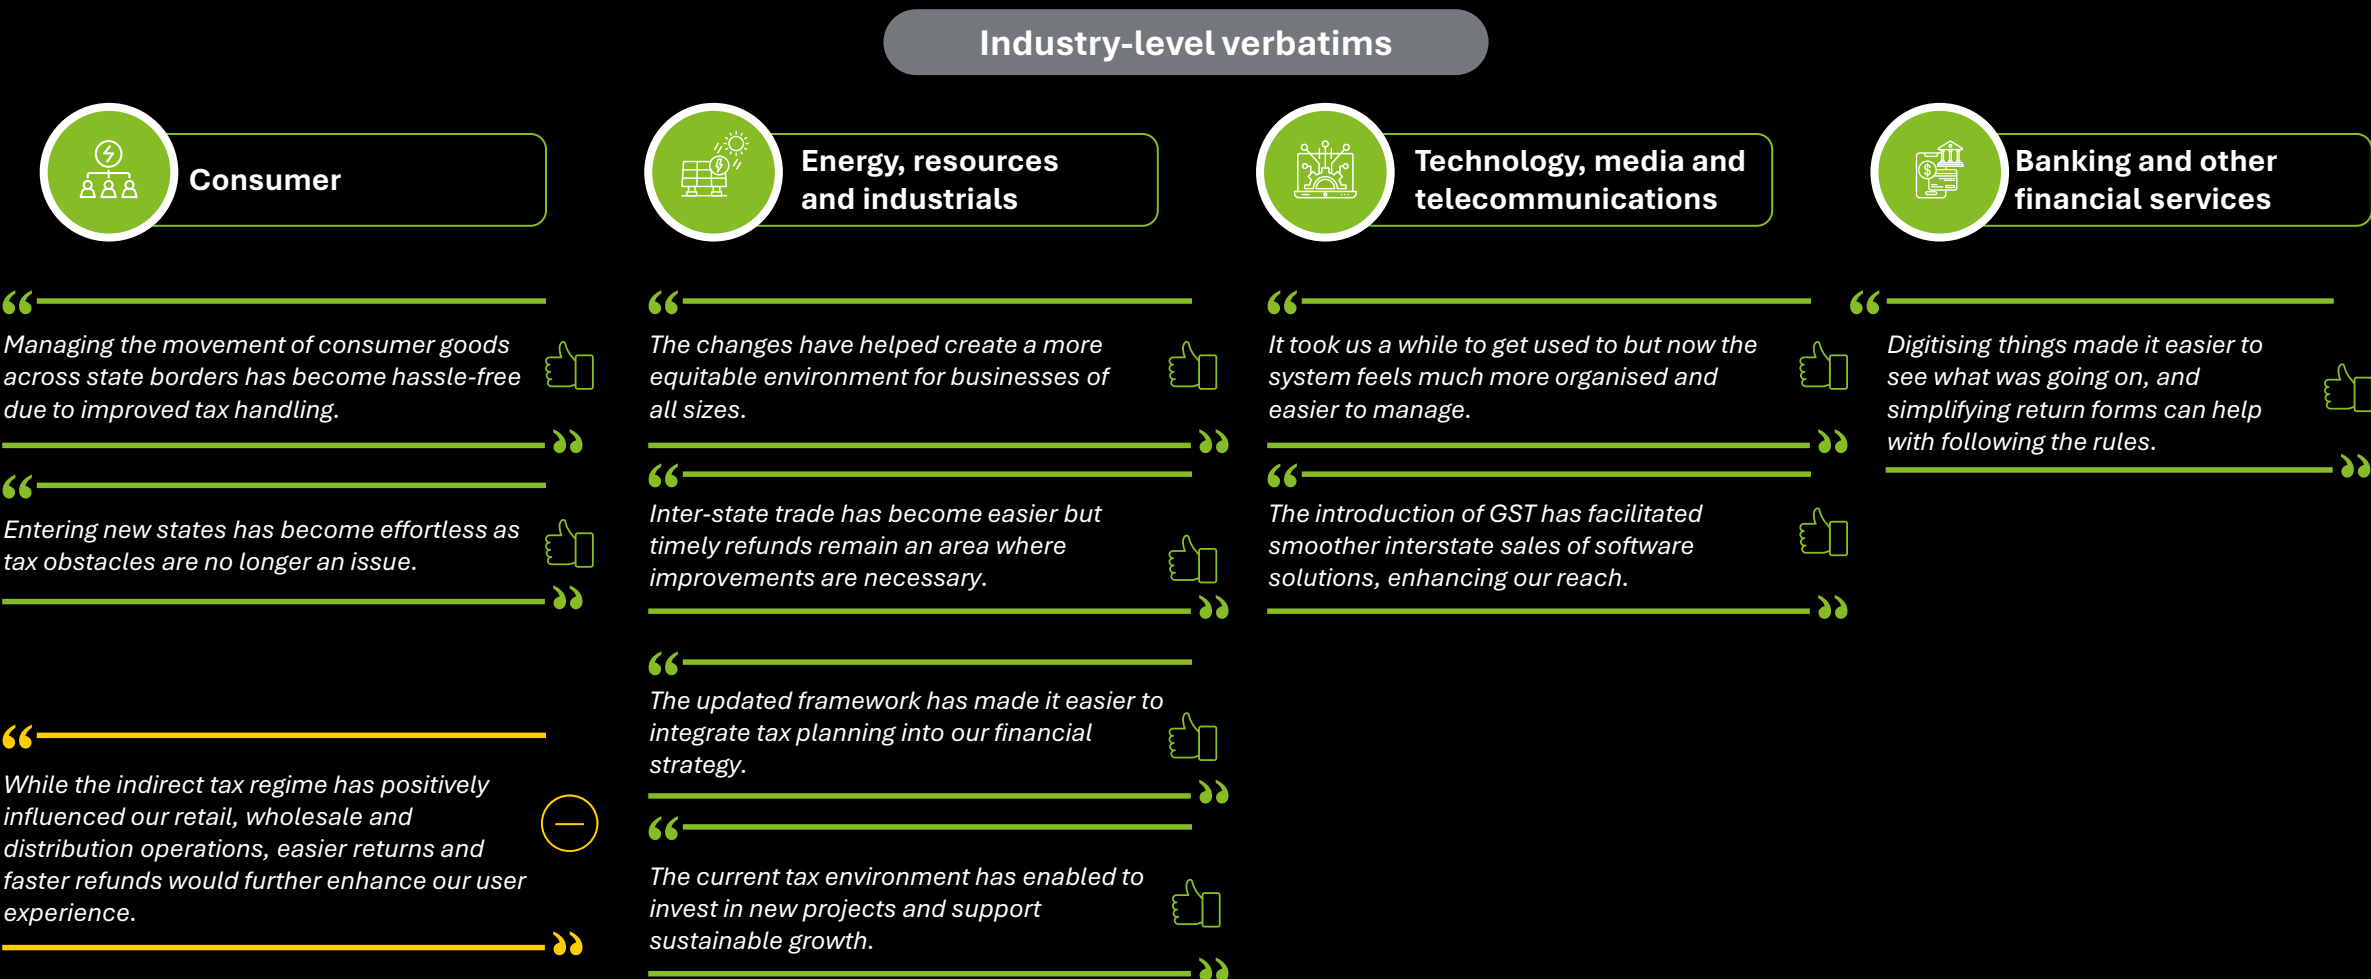 Industry-level verbatims
Consumer
“
Managing the movement of consumer goods
across state borders has become hassle-free
due to improved tax handling.
”
“
Entering new states has become effortless as
tax obstacles are no longer an issue.
”
“
While the indirect tax regime has positively
influenced our retail, wholesale and
distribution operations, easier returns and
faster refunds would further enhance our user
experience.
”
Energy, resources
and industrials
“
The changes have helped create a more
equitable environment for businesses of
all sizes.
”
“
Inter-state trade has become easier but
timely refunds remain an area where
improvements are necessary.
”
“
The updated framework has made it easier to
integrate tax planning into our financial
strategy.
”
“
The current tax environment has enabled to
invest in new projects and support
sustainable growth.
”
Technology, media and
telecommunications
“
It took us a while to get used to but now the
system feels much more organised and
easier to manage.
”
“
The introduction of GST has facilitated
smoother interstate sales of software
solutions, enhancing our reach.
”
Banking and other
financial services
“
Digitising things made it easier to
see what was going on, and
simplifying return forms can help
with following the rules.
”